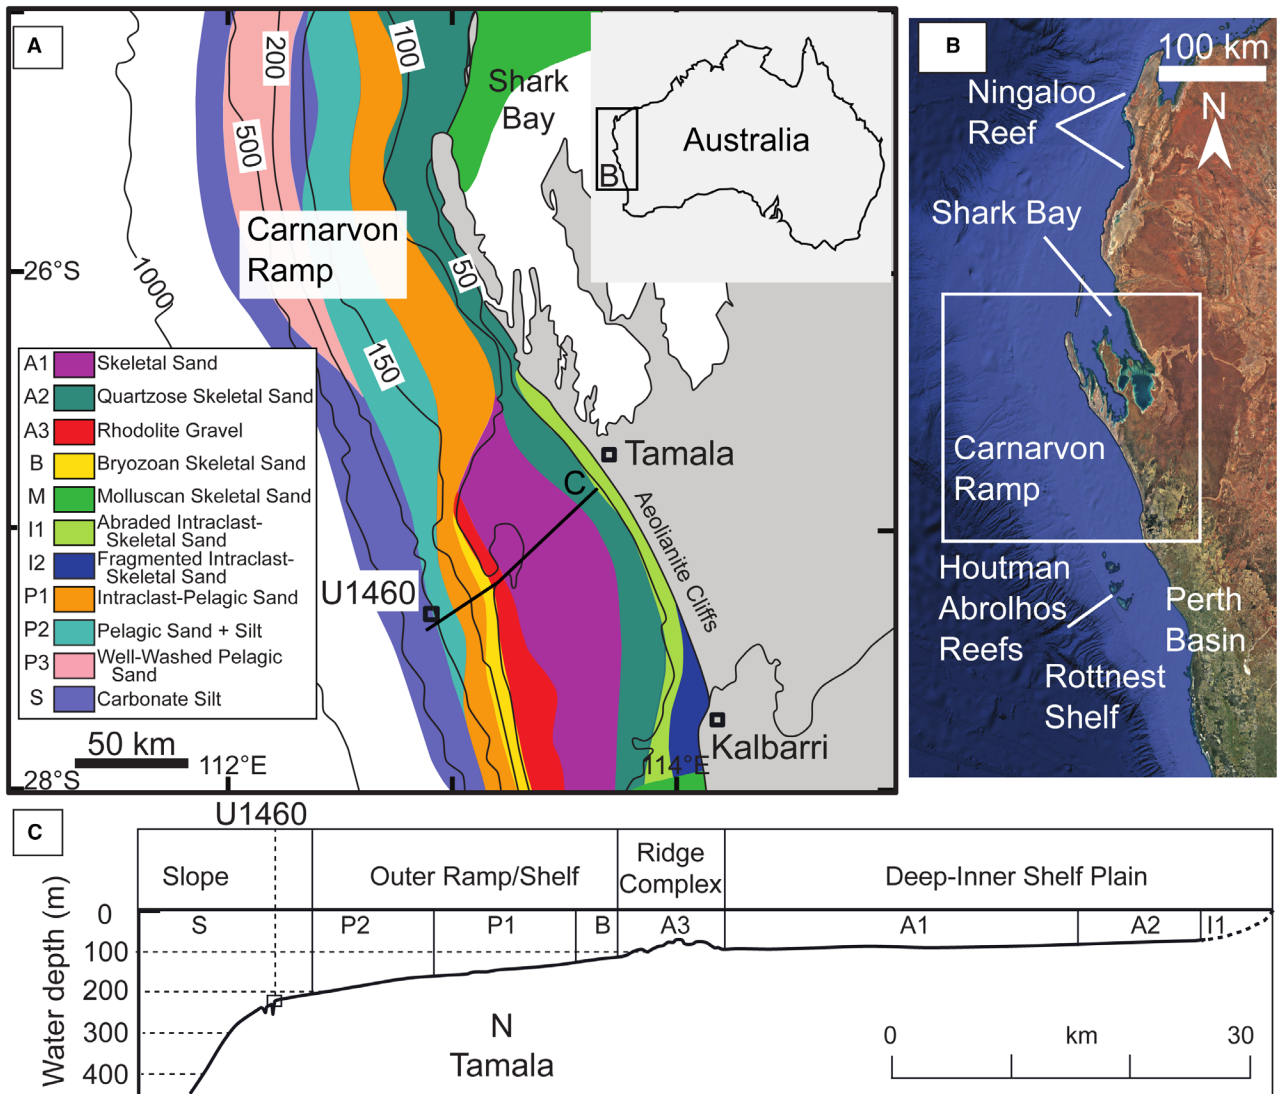 A
200
100
500
Shark
Bay
Australia
B
Carnarvon
Ramp
50
26°S
1000
150
A1 Skeletal Sand
A2 Quartzose Skeletal Sand
A3 Rhodolite Gravel
B Bryozoan Skeletal Sand
M Molluscan Skeletal Sand
I1 Abraded Intraclast-
Skeletal Sand
I2 Fragmented Intraclast-
Skeletal Sand
P1 Intraclast-Pelagic Sand
P2 Pelagic Sand + Silt
P3 Well-Washed Pelagic
Sand
S Carbonate Silt
Tamala
C
Aeolianite Cliffs
U1460
Kalbarri
50 km
112°E
114°E
28°S
B
100 km
Ningaloo
Reef
N
Shark Bay
Carnarvon
Ramp
Houtman
Abrolhos
Reefs
Perth
Basin
Rottnest
Shelf
C
U1460
Slope
Outer Ramp/Shelf
Ridge
Complex
Deep-Inner Shelf Plain
Water depth (m)
0
100
200
300
400
S
P2
P1
B
A3
A1
A2
I1
N
Tamala
0 km 30